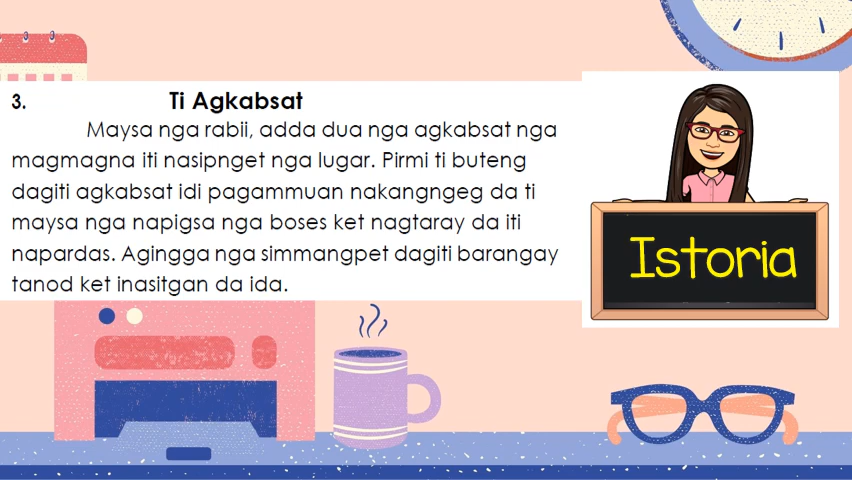 3. Ti Agkabsat
Maysa nga rabii, adda dua nga agkabsat nga
magmagna iti nasipnget nga lugar. Pirmi ti buteng
dagiti agkabsat idi pagammuan nakangngeg da ti
maysa nga napigsa nga boses ket nagtaray da iti
napardas. Agingga nga simmangpet dagiti barangay
tanod ket inasitgan da ida.
Istoria